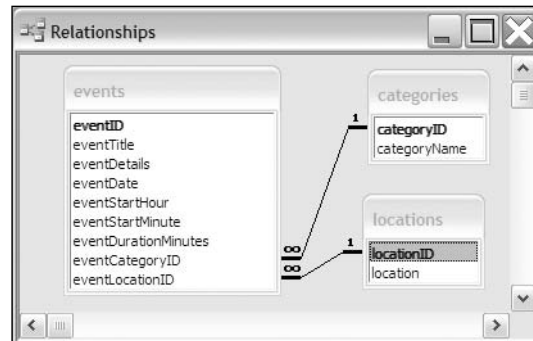 Relationships
events
eventID
eventTitle
eventDetails
eventDate
eventStartHour
eventStartMinute
eventDurationMinutes
eventCategoryID
eventLocationID
∞
∞
1
categories
categoryID
categoryName
1
locations
locationID
location